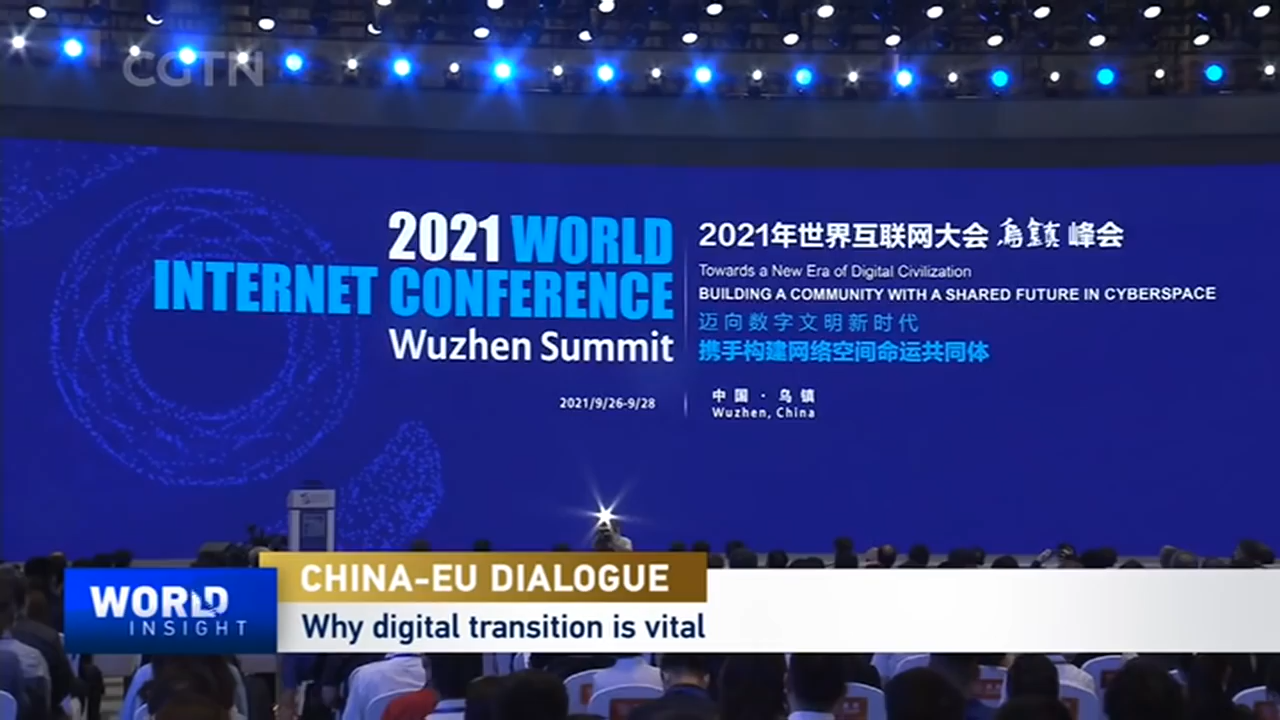 CGTN
2021 WORLD
INTERNET CONFERENCE
Wuzhen Summit
2021/9/26-9/28
2021年世界互联网大会 乌镇 峰会
Towards a New Era of Digital Civilization
BUILDING A COMMUNITY WITH A SHARED FUTURE IN CYBERSPACE
迈向数字文明新时代
携手构建网络空间命运共同体
中国·乌镇
Wuzhen, China
CHINA-EU DIALOGUE
WORLD
INSIGHT
Why digital transition is vital